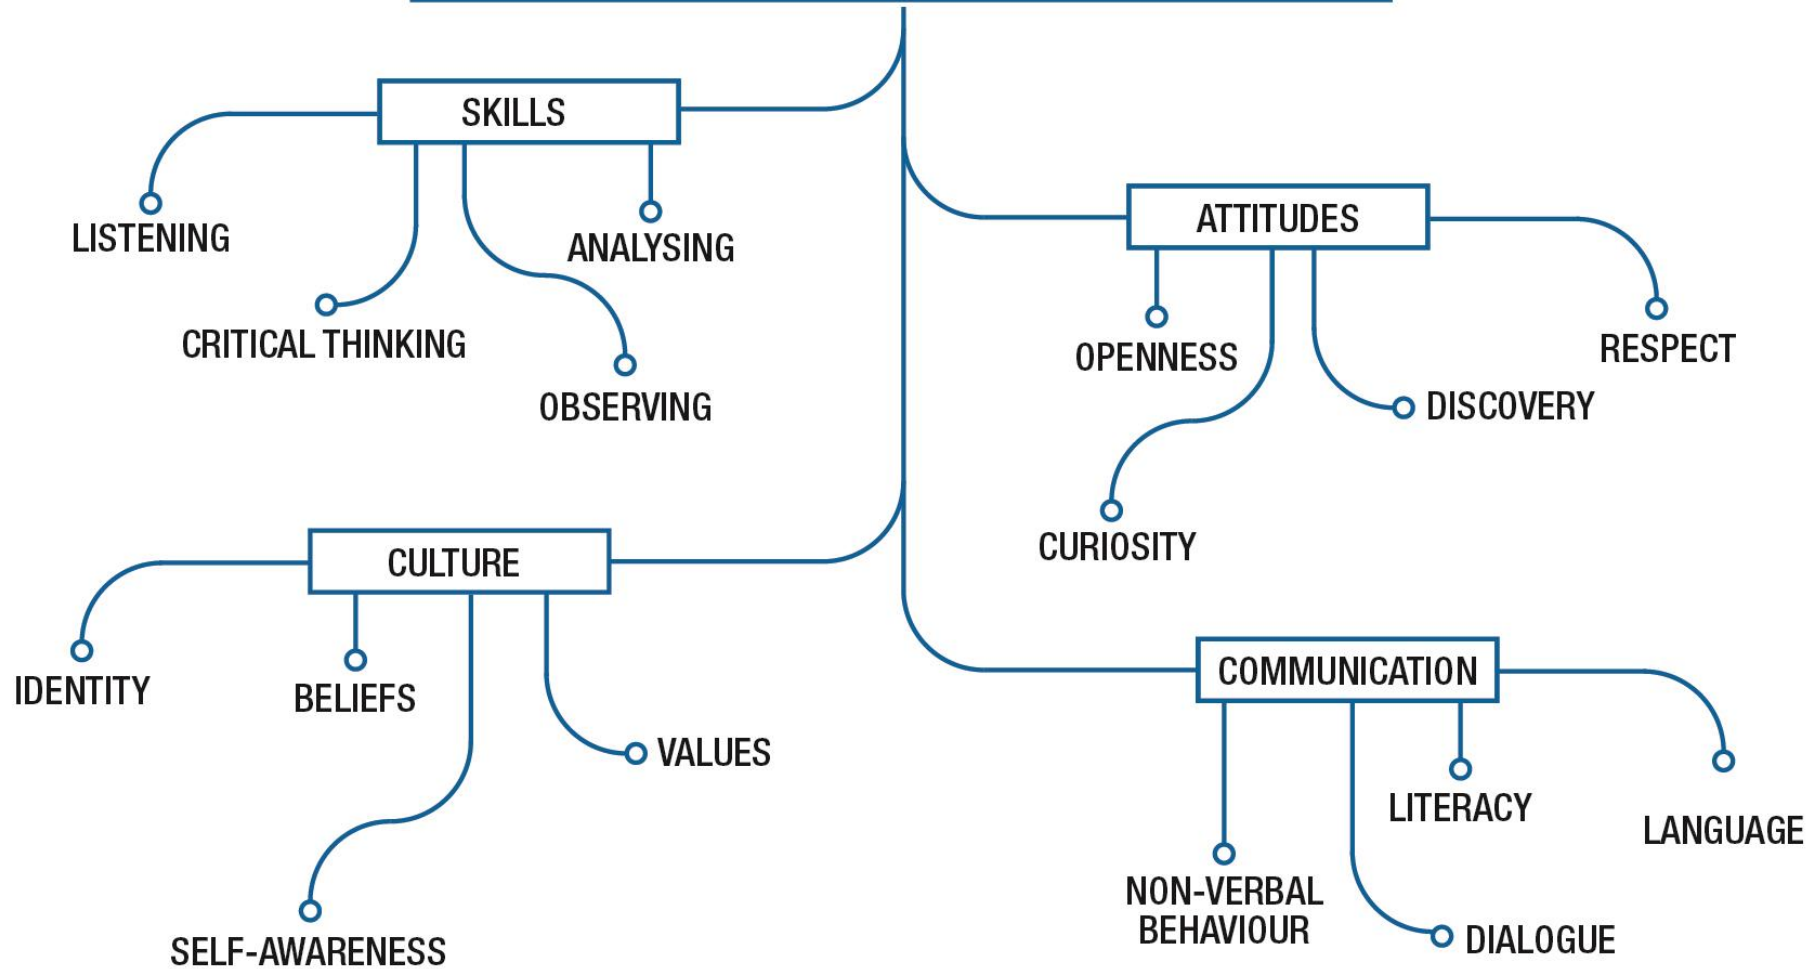 SKILLS
LISTENING
CRITICAL THINKING
OBSERVING
ANALYSING
ATTITUDES
OPENNESS
CURIOSITY
DISCOVERY
RESPECT
CULTURE
IDENTITY
BELIEFS
SELF-AWARENESS
VALUES
COMMUNICATION
NON-VERBAL
BEHAVIOUR
DIALOGUE
LITERACY
LANGUAGE